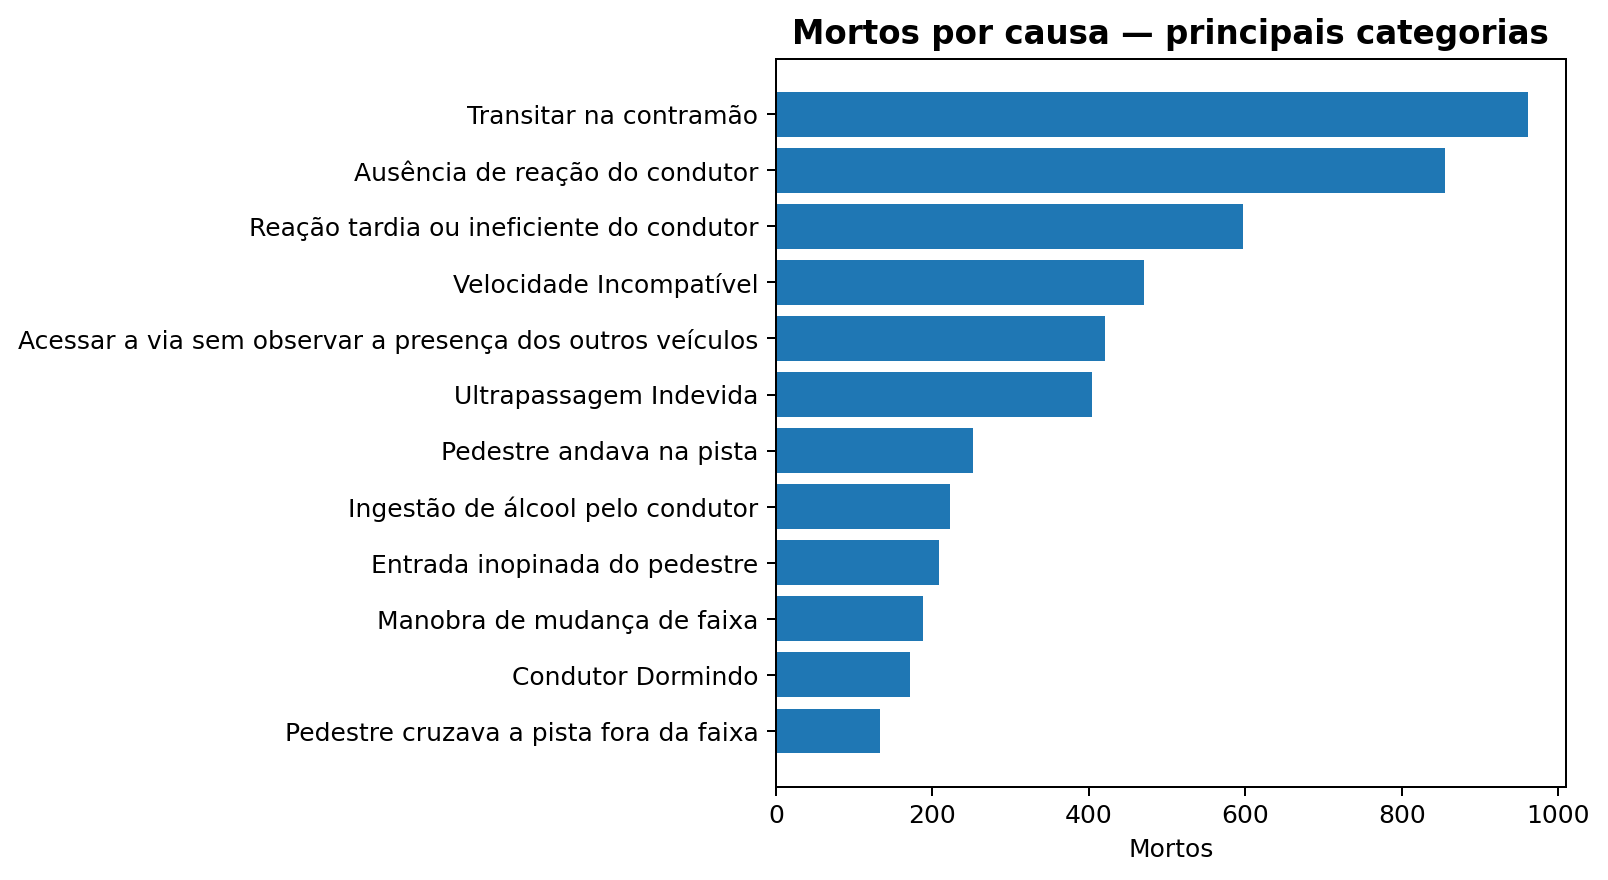 Mortos por causa — principais categorias
Transitar na contramão
Ausência de reação do condutor
Reação tardia ou ineficiente do condutor
Velocidade Incompatível
Acessar a via sem observar a presença dos outros veículos
Ultrapassagem Indevida
Pedestre andava na pista
Ingestão de álcool pelo condutor
Entrada inopinada do pedestre
Manobra de mudança de faixa
Condutor Dormindo
Pedestre cruzava a pista fora da faixa
0 200 400 600 800 1000
Mortos